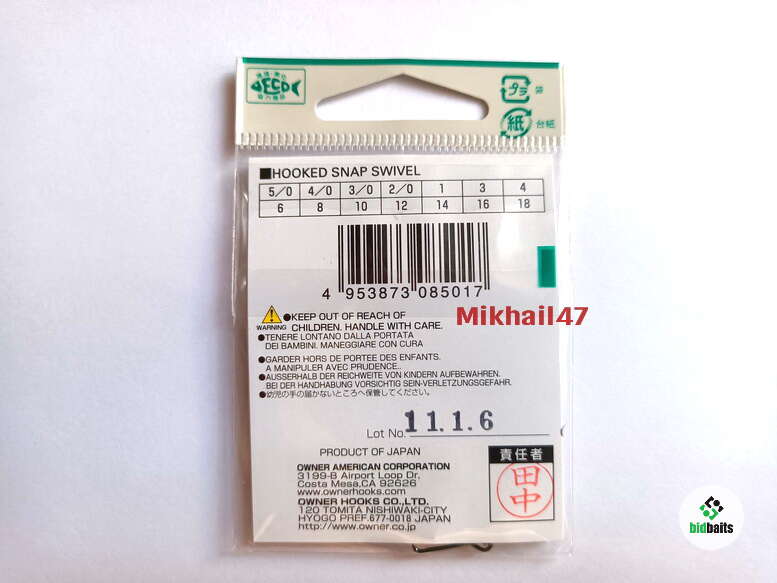 ECO
プラ 袋
紙 台紙
■HOOKED SNAP SWIVEL
5/0 4/0 3/0 2/0 1 3 4
6 8 10 12 14 16 18
4 953873 085017
Mikhail47
WARNING ●KEEP OUT OF REACH OF
CHILDREN. HANDLE WITH CARE.
●TENERE LONTANO DALLA PORTATA
DEI BAMBINI. MANEGGIARE CON CURA
●GARDER HORS DE PORTEE DES ENFANTS.
A MANIPULER AVEC PRUDENCE..
●AUSSERHALB DER REICHWEITE VON KINDERN AUFBEWAHREN.
BEI DER HANDHABUNG VORSICHTIG SEIN-VERLETZUNGSGEFAHR.
●幼児の手の届かないところへ保管してください。
Lot No. 11.1.6
PRODUCT OF JAPAN
OWNER AMERICAN CORPORATION
3199-B Airport Loop Dr,
Costa Mesa,CA 92626
www.ownerhooks.com
OWNER HOOKS CO.,LTD.
120 TOMITA NISHIWAKI-CITY
HYOGO PREF.677-0018 JAPAN
http://www.owner.co.jp
責任者
田中
bidbaits